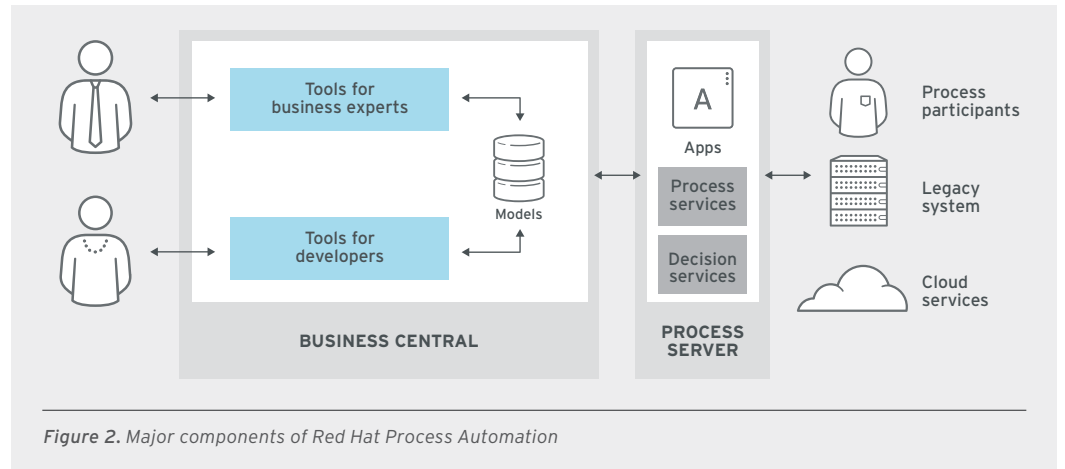 Tools for
business experts
Models
Tools for
developers
BUSINESS CENTRAL
A
Apps
Process
services
Decision
services
PROCESS
SERVER
Process
participants
Legacy
system
Cloud
services
Figure 2. Major components of Red Hat Process Automation